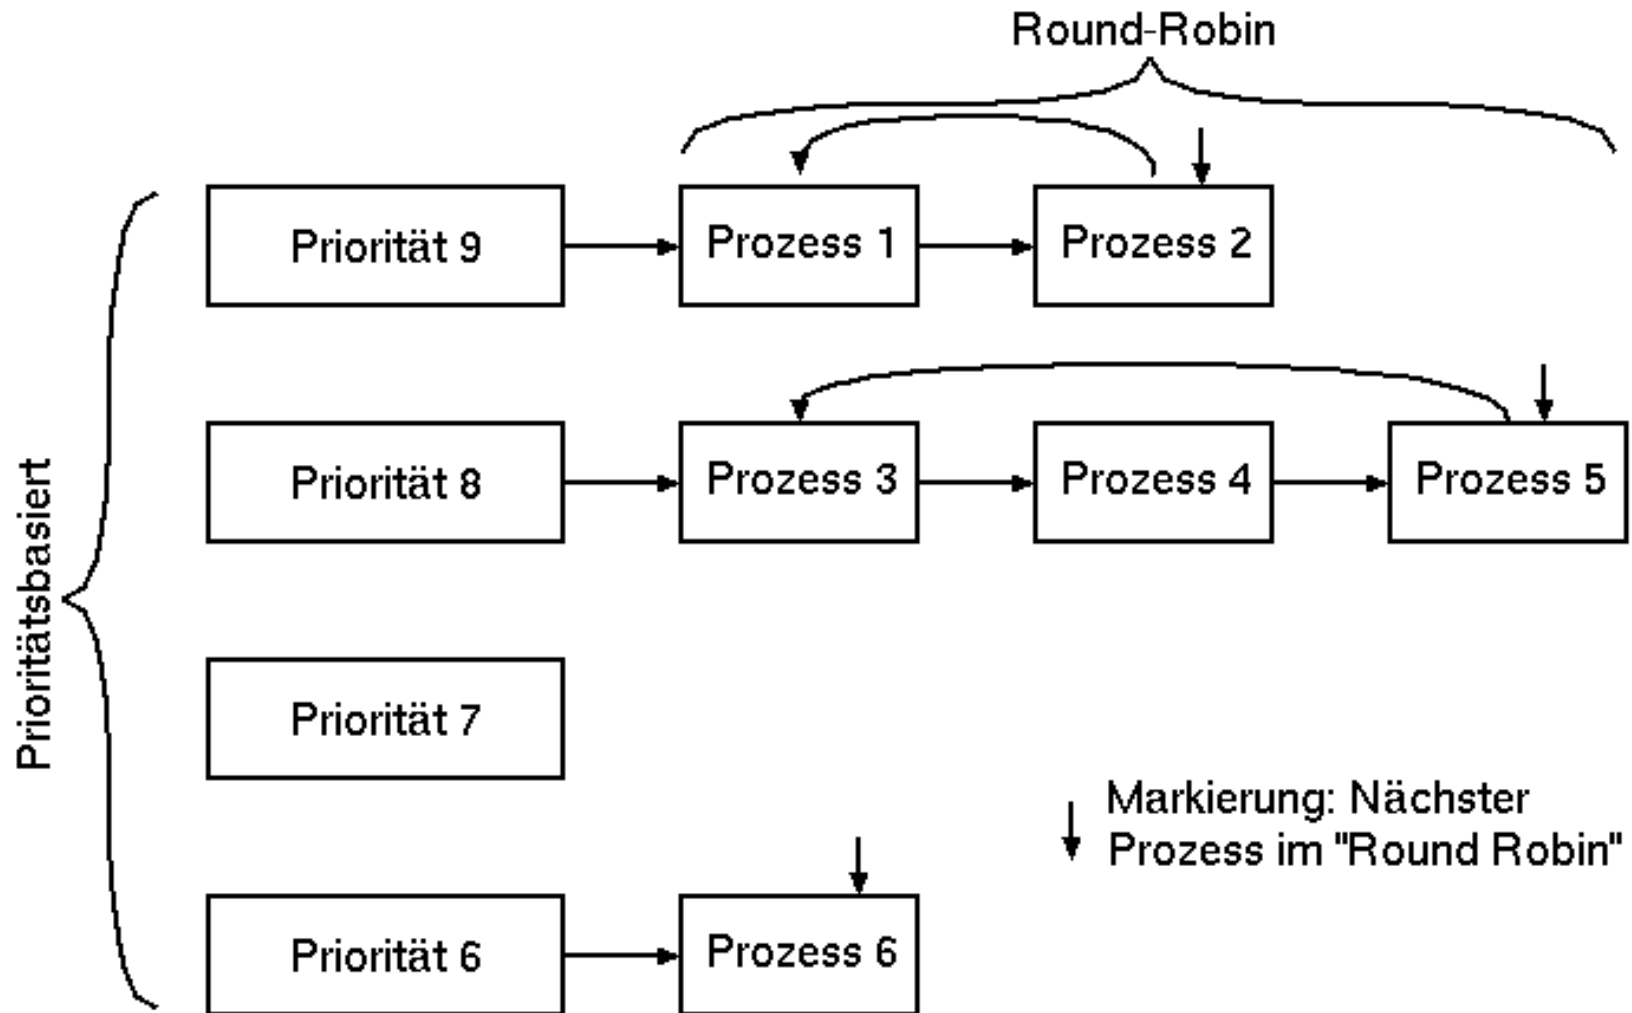 Round-Robin
Prioritätsbasiert
Priorität 9
Prozess 1
Prozess 2
Priorität 8
Prozess 3
Prozess 4
Prozess 5
Priorität 7
Markierung: Nächster
Prozess im "Round Robin"
Priorität 6
Prozess 6